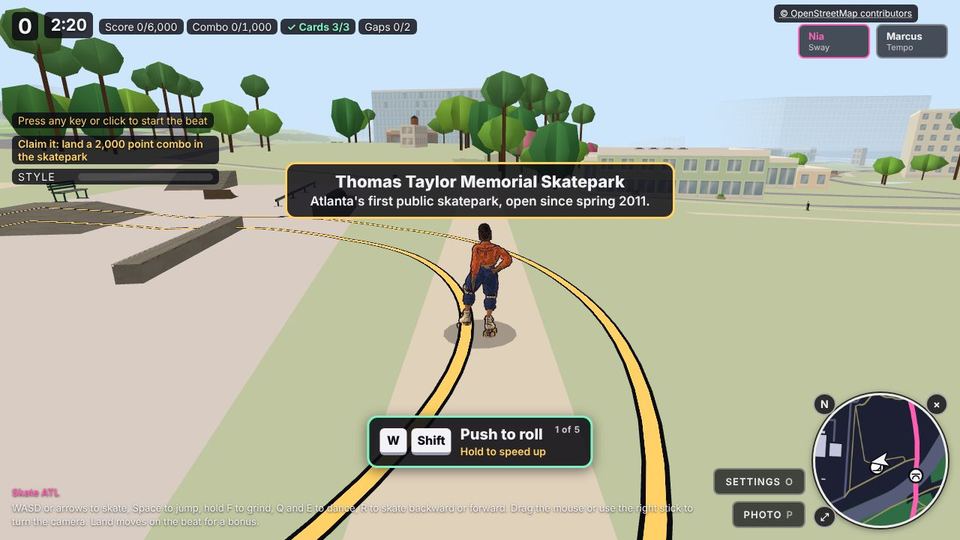 0
2:20
Score 0/6,000
Combo 0/1,000
✓ Cards 3/3
Gaps 0/2
© OpenStreetMap contributors
Nia
Sway
Marcus
Tempo
Press any key or click to start the beat
Claim it: land a 2,000 point combo in
the skatepark
STYLE
Thomas Taylor Memorial Skatepark
Atlanta's first public skatepark, open since spring 2011.
W
Shift
Push to roll
1 of 5
Hold to speed up
N
×
SETTINGS O
PHOTO P
Skate ATL
WASD or arrows to skate, Space to jump, hold F to grind, Q and E to dance, R to skate backward or forward. Drag the mouse or use the right stick to
turn the camera. Land moves on the beat for a bonus.